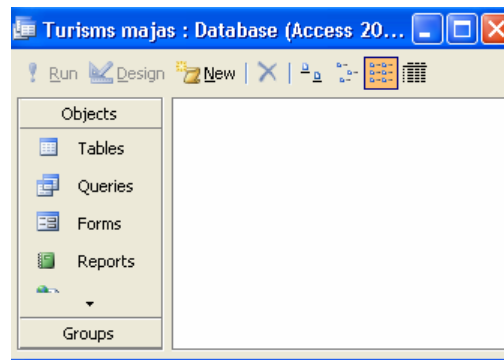 Turisms majas : Database (Access 20...
Run Design New
Objects
Tables
Queries
Forms
Reports
Groups